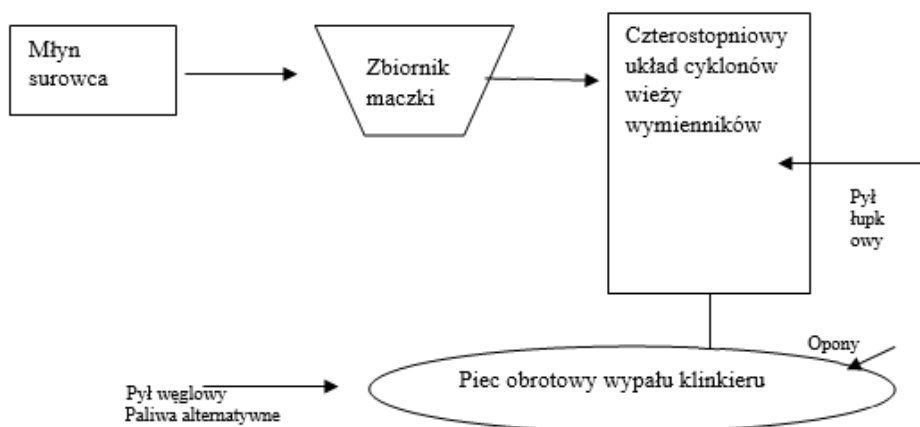 Młyn
surowca
Zbiornik
maczki
Czterostopniowy
układ cyklonów
wieży
wymienników
Pył
łupk
owy
Opony
Piec obrotowy wypału klinkieru
Pył węglowy
Paliwa alternatywne